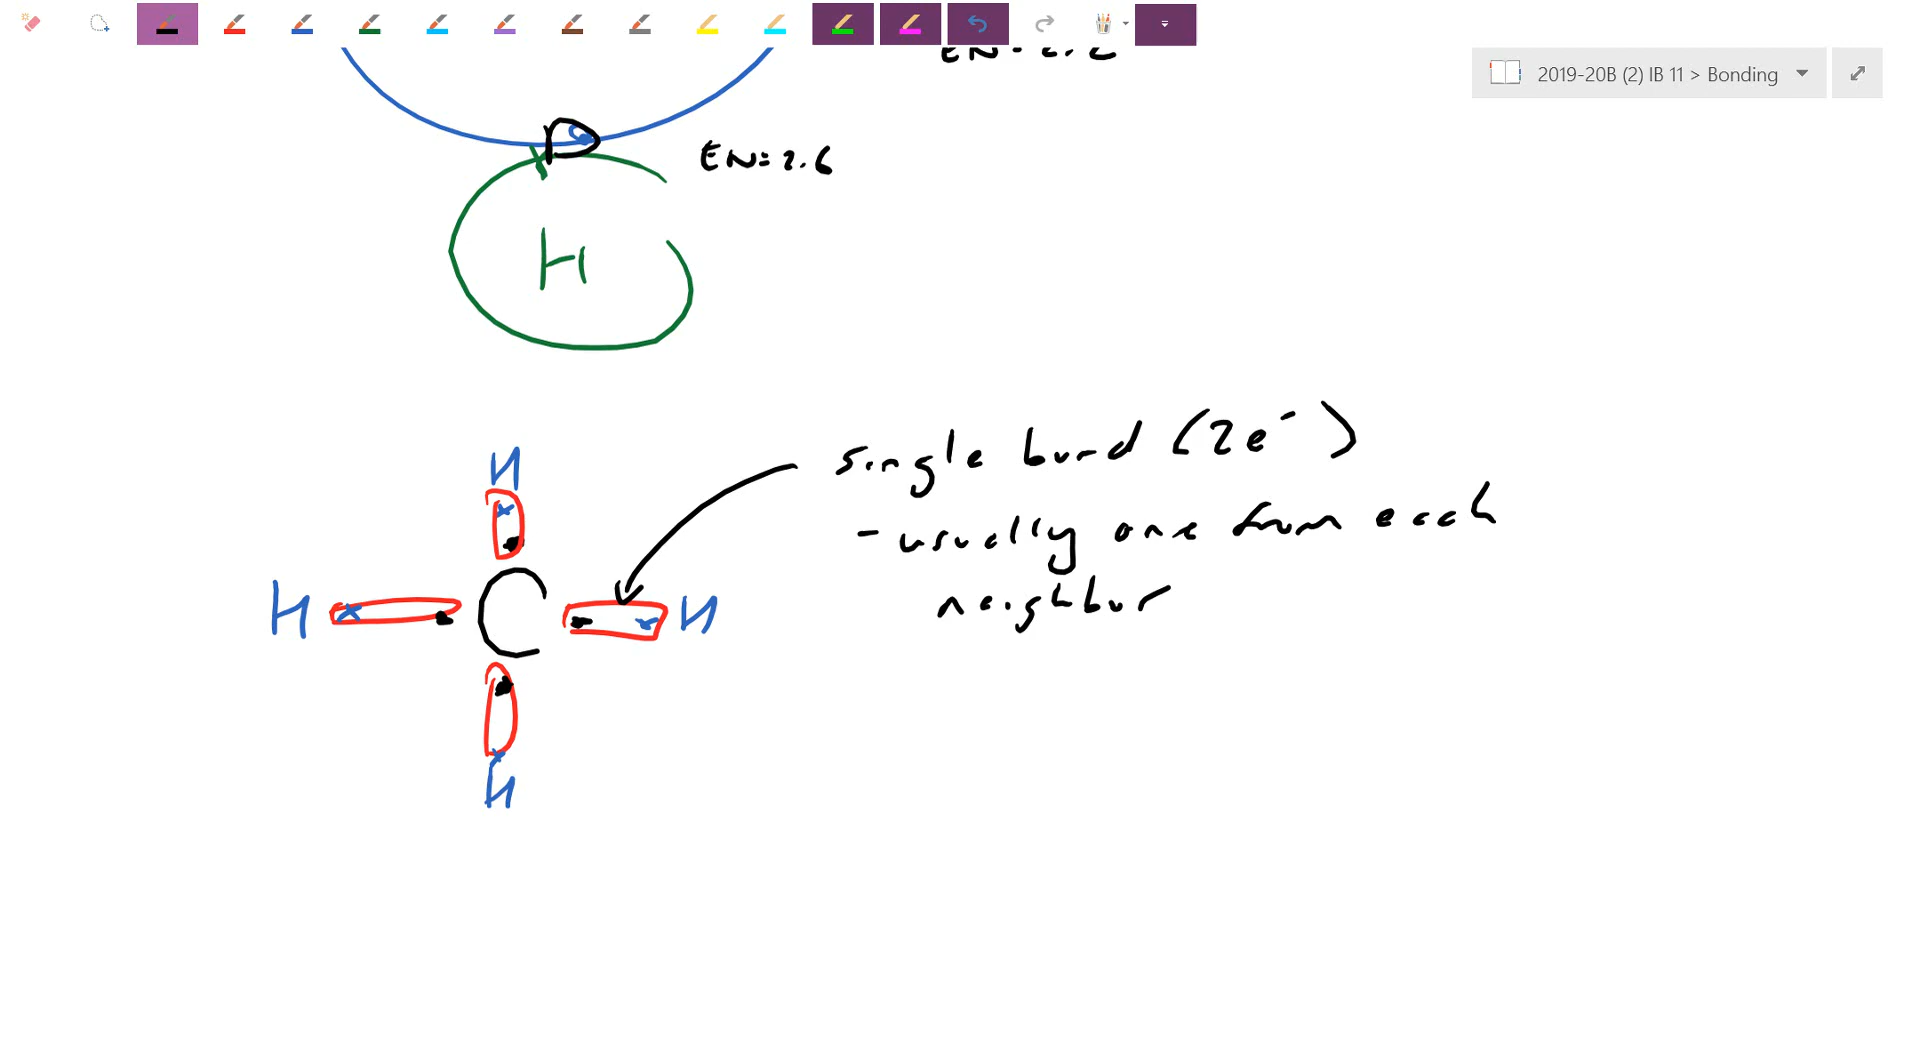 2019-20B (2) IB 11 > Bonding
EN=2.6
H
single bond (2e⁻)
- usually one from each
neighbor
H
H C H
H